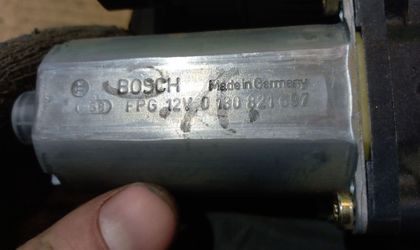 BOSCH Made in Germany
FPG 12V 0 130 821 697